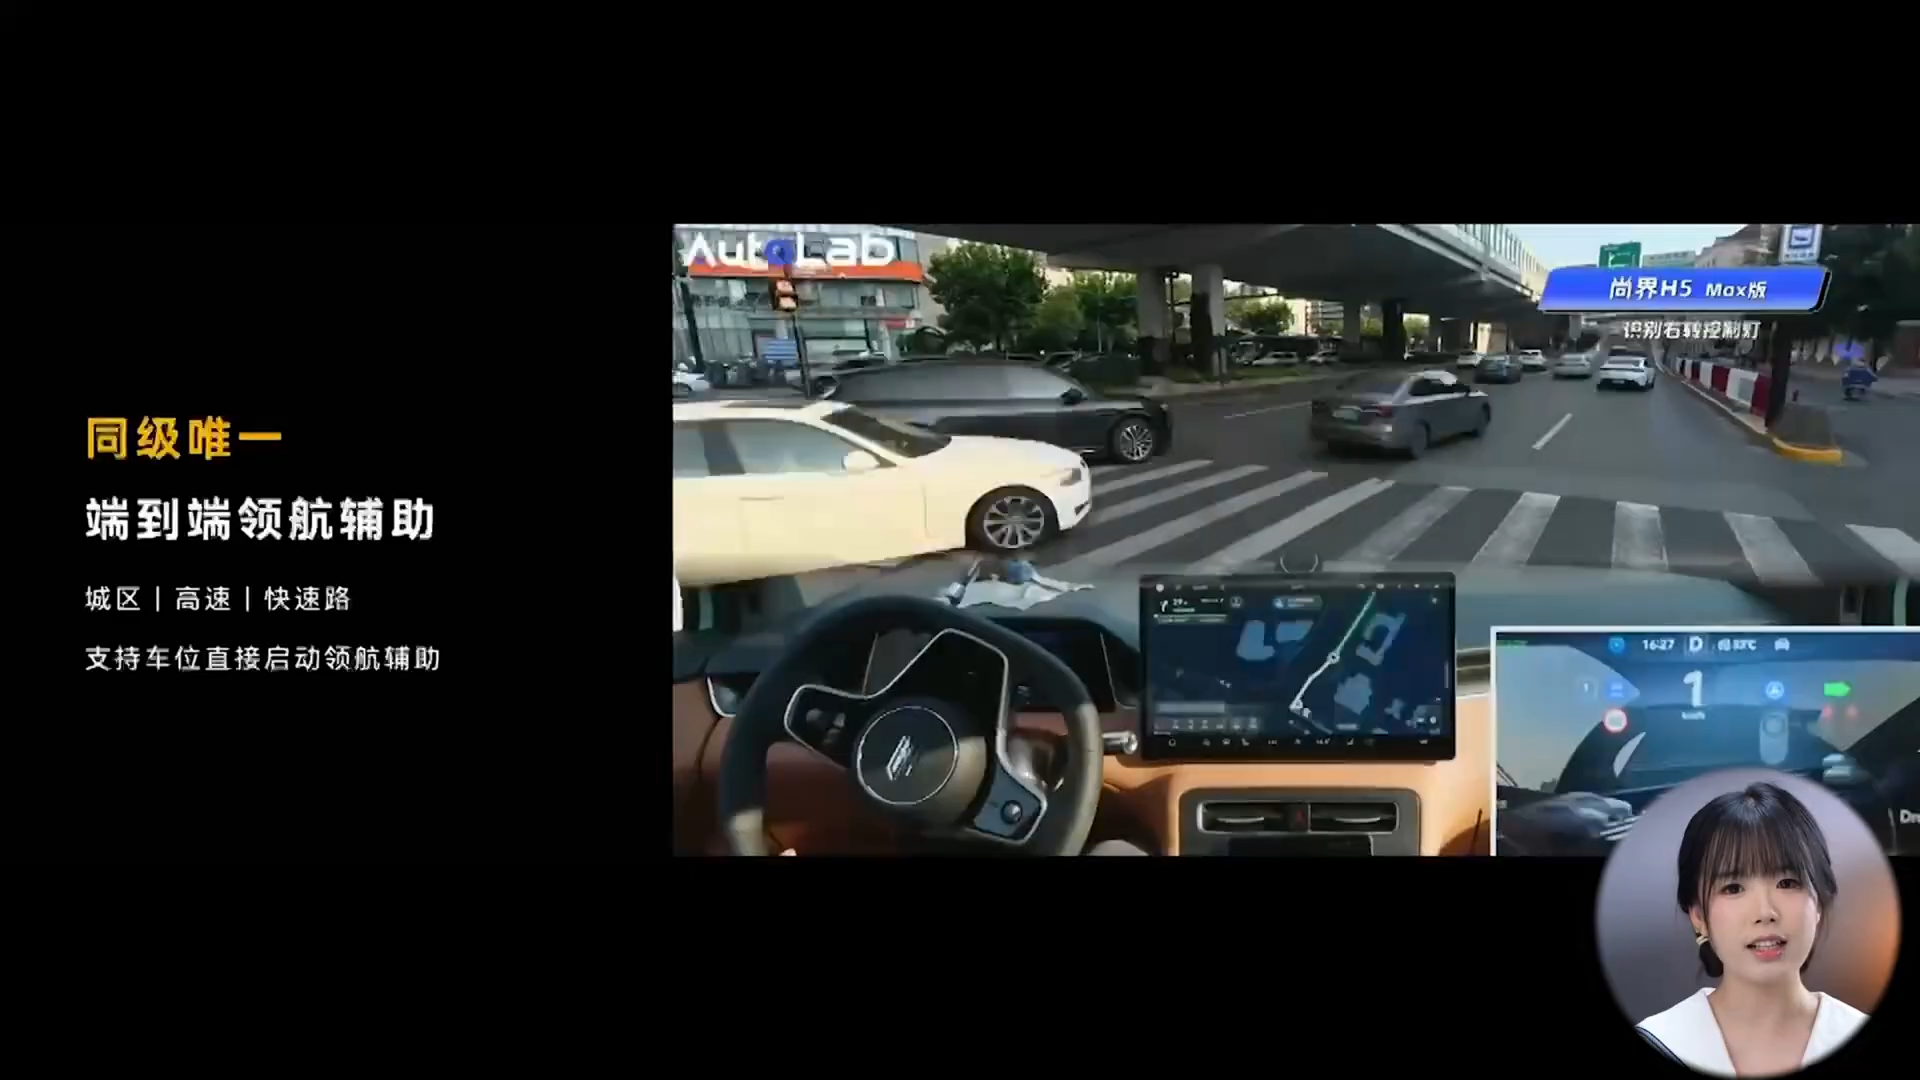 同级唯一
端到端领航辅助
城区 | 高速 | 快速路
支持车位直接启动领航辅助
AutoLab
尚界H5 Max版
识别右转控制灯
16:27 D
1
km/h